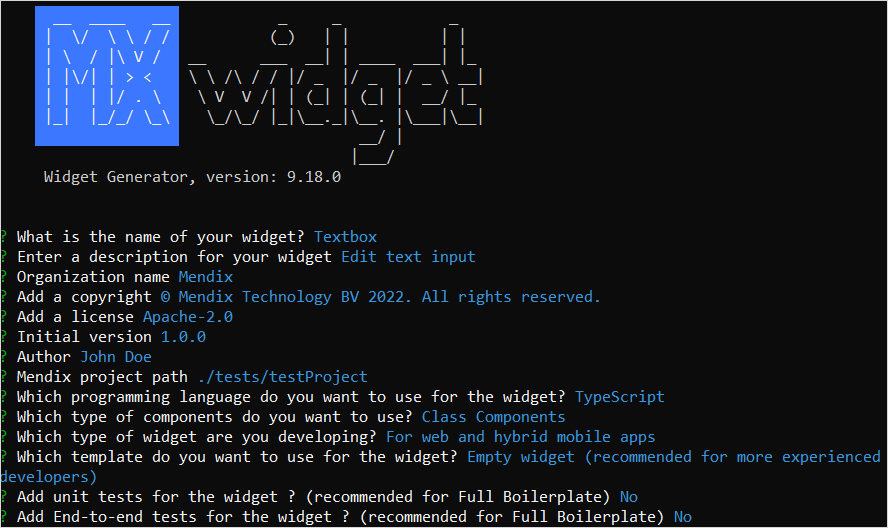 MX widget
Widget Generator, version: 9.18.0
? What is the name of your widget? Textbox
? Enter a description for your widget Edit text input
? Organization name Mendix
? Add a copyright © Mendix Technology BV 2022. All rights reserved.
? Add a license Apache-2.0
? Initial version 1.0.0
? Author John Doe
? Mendix project path ./tests/testProject
? Which programming language do you want to use for the widget? TypeScript
? Which type of components do you want to use? Class Components
? Which type of widget are you developing? For web and hybrid mobile apps
? Which template do you want to use for the widget? Empty widget (recommended for more experienced
developers)
? Add unit tests for the widget ? (recommended for Full Boilerplate) No
? Add End-to-end tests for the widget ? (recommended for Full Boilerplate) No